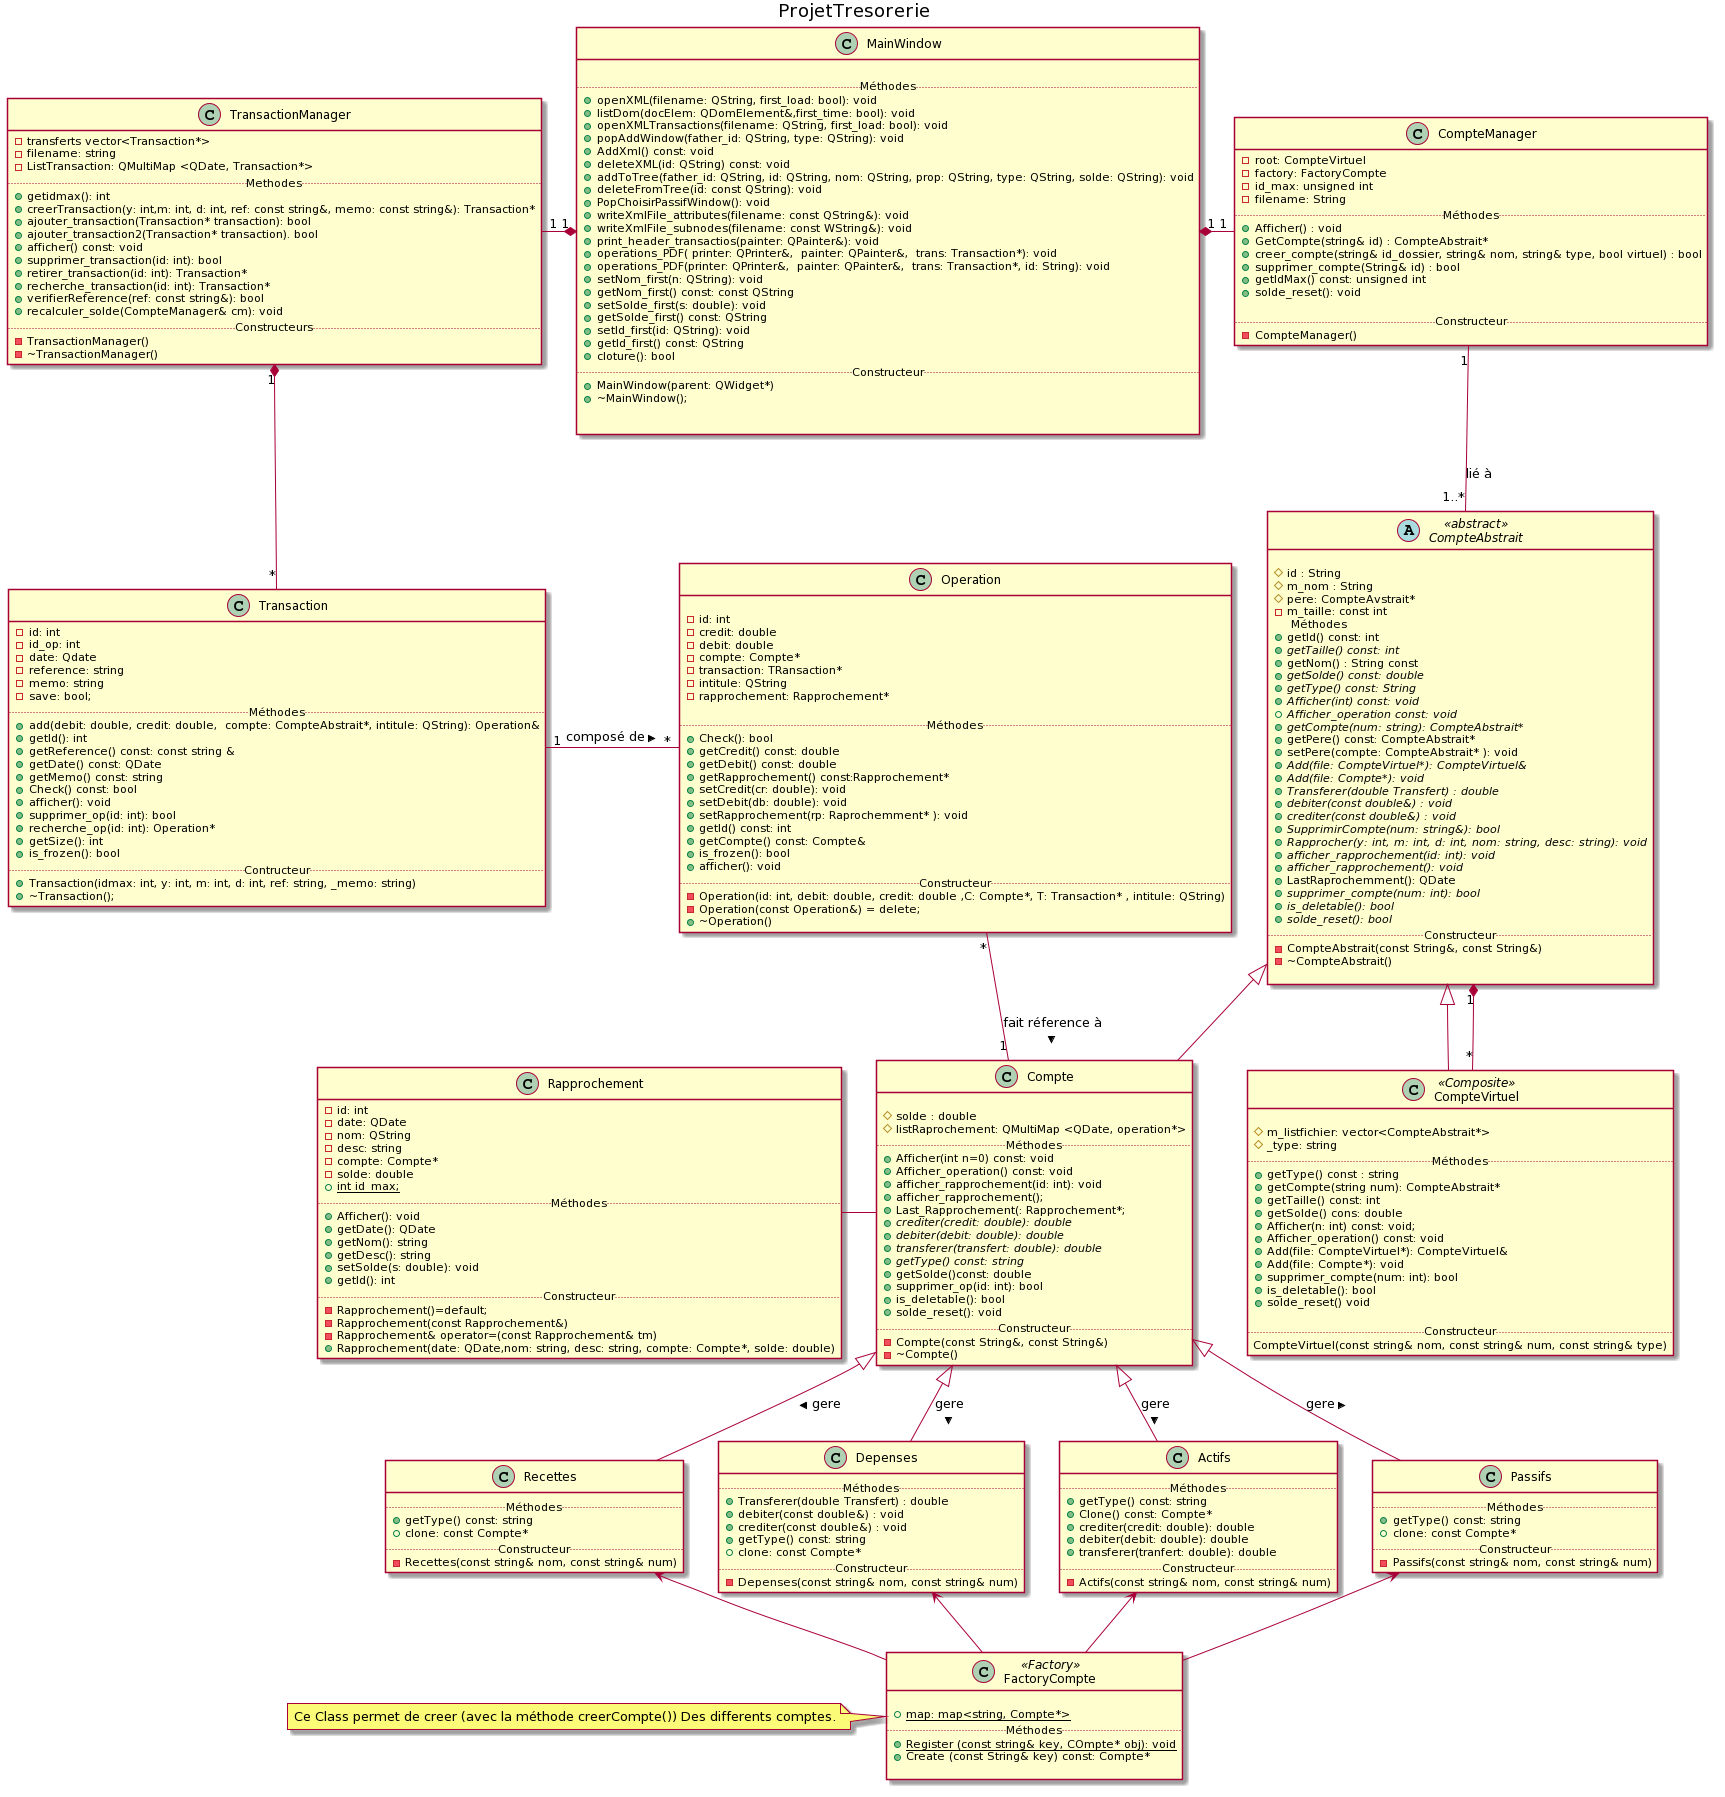 ProjetTresorerie
C MainWindow
Méthodes
openXML(filename: QString, first_load: bool): void
listDom(docElem: QDomElement&,first_time: bool): void
openXMLTransactions(filename: QString, first_load: bool): void
popAddWindow(father_id: QString, type: QString): void
AddXml() const: void
deleteXML(id: QString) const: void
addToTree(father_id: QString, id: QString, nom: QString, prop: QString, type: QString, solde: QString): void
deleteFromTree(id: const QString): void
PopChoisirPassifWindow(): void
writeXmlFile_attributes(filename: const QString&): void
writeXmlFile_subnodes(filename: const WString&): void
print_header_transactios(painter: QPainter&): void
operations_PDF( printer: QPrinter&,  painter: QPainter&,  trans: Transaction*): void
operations_PDF(printer: QPrinter&,  painter: QPainter&,  trans: Transaction*, id: String): void
setNom_first(n: QString): void
getNom_first() const: const QString
setSolde_first(s: double): void
getSolde_first() const: QString
setId_first(id: QString): void
getId_first() const: QString
cloture(): bool
Constructeur
MainWindow(parent: QWidget*)
~MainWindow();
C TransactionManager
transferts vector<Transaction*>
filename: string
ListTransaction: QMultiMap <QDate, Transaction*>
Methodes
getidmax(): int
creerTransaction(y: int,m: int, d: int, ref: const string&, memo: const string&): Transaction*
ajouter_transaction(Transaction* transaction): bool
ajouter_transaction2(Transaction* transaction). bool
afficher() const: void
supprimer_transaction(id: int): bool
retirer_transaction(id: int): Transaction*
recherche_transaction(id: int): Transaction*
verifierReference(ref: const string&): bool
recalculer_solde(CompteManager& cm): void
Constructeurs
TransactionManager()
~TransactionManager()
1 1
1 1
C CompteManager
root: CompteVirtuel
factory: FactoryCompte
id_max: unsigned int
filename: String
Méthodes
Afficher() : void
GetCompte(string& id) : CompteAbstrait*
creer_compte(string& id_dossier, string& nom, string& type, bool virtuel) : bool
supprimer_compte(String& id) : bool
getIdMax() const: unsigned int
solde_reset(): void
Constructeur
CompteManager()
1
*
1
lié à
1..*
C Transaction
id: int
id_op: int
date: Qdate
reference: string
memo: string
save: bool;
Méthodes
add(debit: double, credit: double,  compte: CompteAbstrait*, intitule: QString): Operation&
getId(): int
getReference() const: const string &
getDate() const: QDate
getMemo() const: string
Check() const: bool
afficher(): void
supprimer_op(id: int): bool
recherche_op(id: int): Operation*
getSize(): int
is_frozen(): bool
Contructeur
Transaction(idmax: int, y: int, m: int, d: int, ref: string, _memo: string)
~Transaction();
1 composé de ► *
C Operation
id: int
credit: double
debit: double
compte: Compte*
transaction: TRansaction*
intitule: QString
rapprochement: Rapprochement*
Méthodes
Check(): bool
getCredit() const: double
getDebit() const: double
getRapprochement() const:Rapprochement*
setCredit(cr: double): void
setDebit(db: double): void
setRapprochement(rp: Raprochemment* ): void
getId() const: int
getCompte() const: Compte&
is_frozen(): bool
afficher(): void
Constructeur
Operation(id: int, debit: double, credit: double ,C: Compte*, T: Transaction* , intitule: QString)
Operation(const Operation&) = delete;
~Operation()
A «abstract»
CompteAbstrait
id : String
m_nom : String
pere: CompteAvstrait*
m_taille: const int
Méthodes
getId() const: int
getTaille() const: int
getNom() : String const
getSolde() const: double
getType() const: String
Afficher(int) const: void
Afficher_operation const: void
getCompte(num: string): CompteAbstrait*
getPere() const: CompteAbstrait*
setPere(compte: CompteAbstrait* ): void
Add(file: CompteVirtuel*): CompteVirtuel&
Add(file: Compte*): void
Transferer(double Transfert) : double
debiter(const double&) : void
crediter(const double&) : void
SupprimirCompte(num: string&): bool
Rapprocher(y: int, m: int, d: int, nom: string, desc: string): void
afficher_rapprochement(id: int): void
afficher_rapprochement(): void
LastRaprochemment(): QDate
supprimer_compte(num: int): bool
is_deletable(): bool
solde_reset(): bool
Constructeur
CompteAbstrait(const String&, const String&)
~CompteAbstrait()
*
fait réference à
▼
1
1
*
C Rapprochement
id: int
date: QDate
nom: QString
desc: string
compte: Compte*
solde: double
int id_max;
Méthodes
Afficher(): void
getDate(): QDate
getNom(): string
getDesc(): string
setSolde(s: double): void
getId(): int
Constructeur
Rapprochement()=default;
Rapprochement(const Rapprochement&)
Rapprochement& operator=(const Rapprochement& tm)
Rapprochement(date: QDate,nom: string, desc: string, compte: Compte*, solde: double)
C Compte
solde : double
listRaprochement: QMultiMap <QDate, operation*>
Méthodes
Afficher(int n=0) const: void
Afficher_operation() const: void
afficher_rapprochement(id: int): void
afficher_rapprochement();
Last_Rapprochement(: Rapprochement*;
crediter(credit: double): double
debiter(debit: double): double
transferer(transfert: double): double
getType() const: string
getSolde()const: double
supprimer_op(id: int): bool
is_deletable(): bool
solde_reset(): void
Constructeur
Compte(const String&, const String&)
~Compte()
C «Composite»
CompteVirtuel
m_listfichier: vector<CompteAbstrait*>
_type: string
Méthodes
getType() const : string
getCompte(string num): CompteAbstrait*
getTaille() const: int
getSolde() cons: double
Afficher(n: int) const: void;
Afficher_operation() const: void
Add(file: CompteVirtuel*): CompteVirtuel&
Add(file: Compte*): void
supprimer_compte(num: int): bool
is_deletable(): bool
solde_reset() void
Constructeur
CompteVirtuel(const string& nom, const string& num, const string& type)
◄ gere
gere
▼
gere
▼
gere ►
C Recettes
Méthodes
getType() const: string
clone: const Compte*
Constructeur
Recettes(const string& nom, const string& num)
C Depenses
Méthodes
Transferer(double Transfert) : double
debiter(const double&) : void
crediter(const double&) : void
getType() const: string
clone: const Compte*
Constructeur
Depenses(const string& nom, const string& num)
C Actifs
Méthodes
getType() const: string
Clone() const: Compte*
crediter(credit: double): double
debiter(debit: double): double
transferer(tranfert: double): double
Constructeur
Actifs(const string& nom, const string& num)
C Passifs
Méthodes
getType() const: string
clone: const Compte*
Constructeur
Passifs(const string& nom, const string& num)
C «Factory»
FactoryCompte
map: map<string, Compte*>
Méthodes
Register (const string& key, COmpte* obj): void
Create (const String& key) const: Compte*
Ce Class permet de creer (avec la méthode creerCompte()) Des differents comptes.